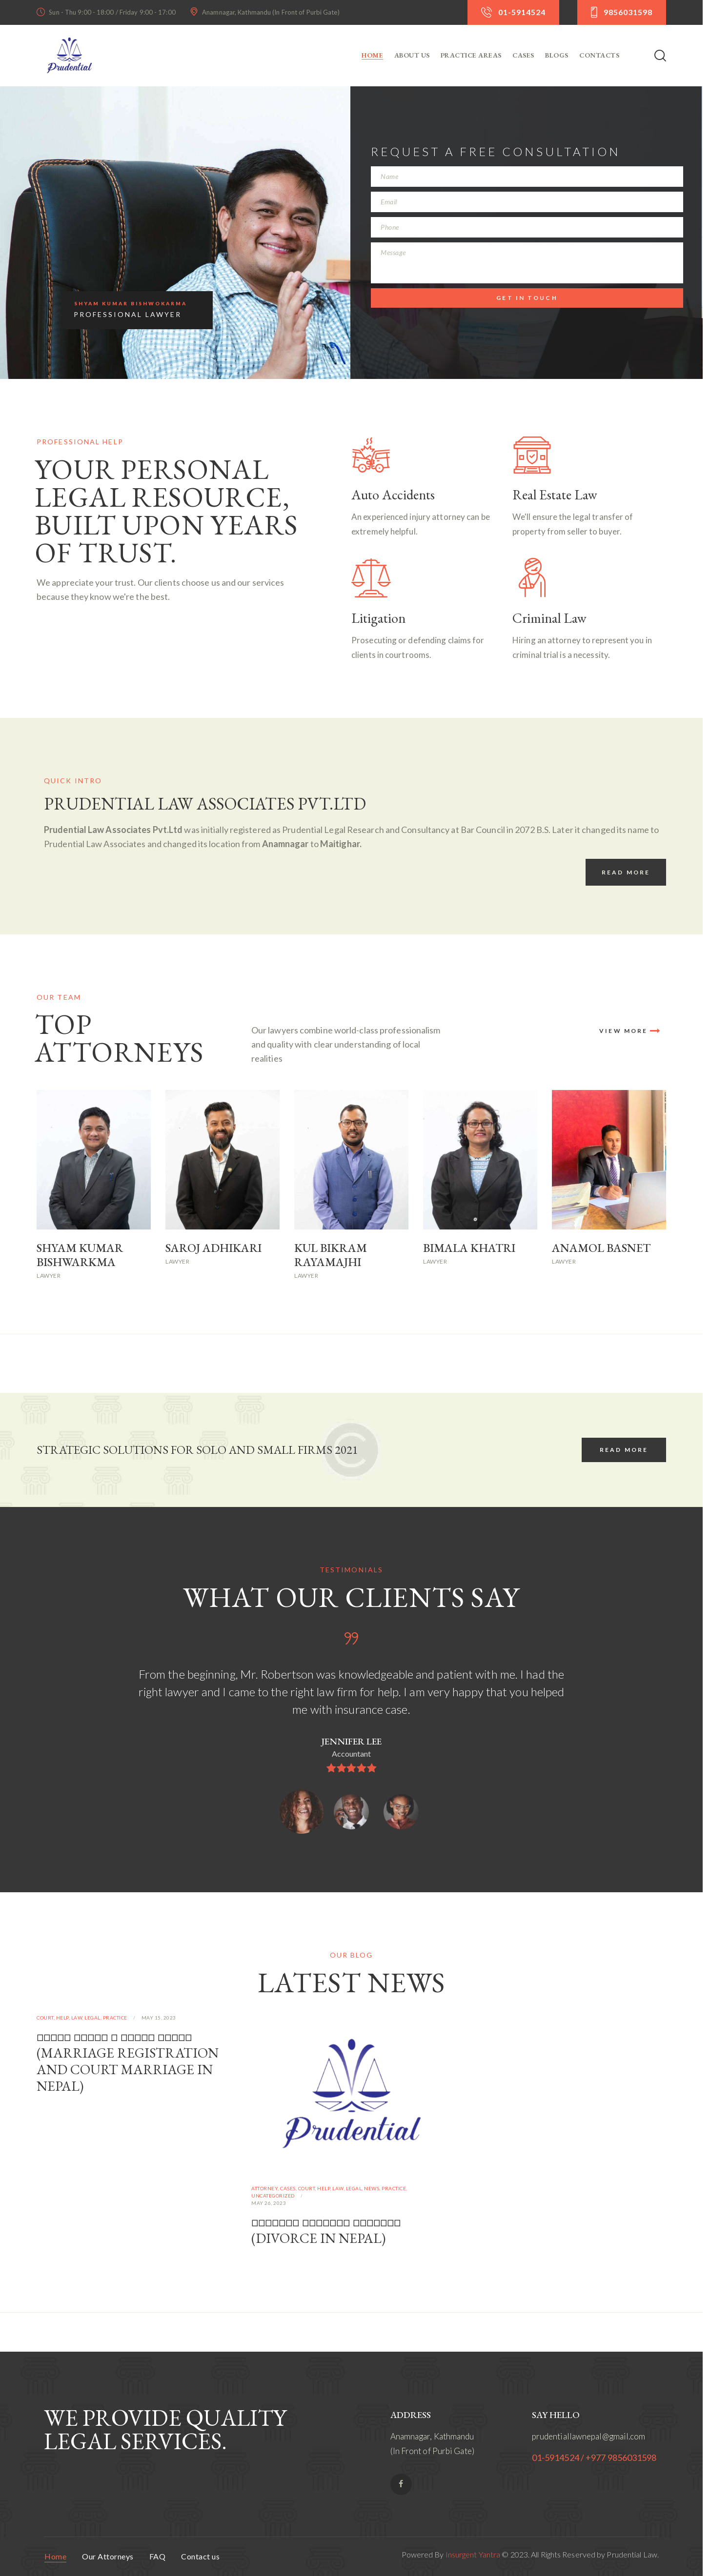 Sun - Thu 9:00 - 18:00 / Friday 9:00 - 17:00
Anamnagar, Kathmandu (In Front of Purbi Gate)
01-5914524
9856031598
Prudential
HOME
ABOUT US
PRACTICE AREAS
CASES
BLOGS
CONTACTS
SHYAM KUMAR BISHWOKARMA
PROFESSIONAL LAWYER
REQUEST A FREE CONSULTATION
Name
Email
Phone
Message
GET IN TOUCH
PROFESSIONAL HELP
YOUR PERSONAL
LEGAL RESOURCE,
BUILT UPON YEARS
OF TRUST.
We appreciate your trust. Our clients choose us and our services
because they know we're the best.
Auto Accidents
An experienced injury attorney can be
extremely helpful.
Real Estate Law
We'll ensure the legal transfer of
property from seller to buyer.
Litigation
Prosecuting or defending claims for
clients in courtrooms.
Criminal Law
Hiring an attorney to represent you in
criminal trial is a necessity.
QUICK INTRO
PRUDENTIAL LAW ASSOCIATES PVT.LTD
Prudential Law Associates Pvt.Ltd was initially registered as Prudential Legal Research and Consultancy at Bar Council in 2072 B.S. Later it changed its name to
Prudential Law Associates and changed its location from Anamnagar to Maitighar.
READ MORE
OUR TEAM
TOP
ATTORNEYS
Our lawyers combine world-class professionalism
and quality with clear understanding of local
realities
VIEW MORE
SHYAM KUMAR
BISHWARKMA
LAWYER
SAROJ ADHIKARI
LAWYER
KUL BIKRAM
RAYAMAJHI
LAWYER
BIMALA KHATRI
LAWYER
ANAMOL BASNET
LAWYER
STRATEGIC SOLUTIONS FOR SOLO AND SMALL FIRMS 2021
READ MORE
TESTIMONIALS
WHAT OUR CLIENTS SAY
From the beginning, Mr. Robertson was knowledgeable and patient with me. I had the
right lawyer and I came to the right law firm for help. I am very happy that you helped
me with insurance case.
JENNIFER LEE
Accountant
OUR BLOG
LATEST NEWS
COURT, HELP, LAW, LEGAL, PRACTICE
MAY 15, 2023
(MARRIAGE REGISTRATION
AND COURT MARRIAGE IN
NEPAL)
Prudential
ATTORNEY, CASES, COURT, HELP, LAW, LEGAL, NEWS, PRACTICE,
UNCATEGORIZED
MAY 26, 2023
(DIVORCE IN NEPAL)
WE PROVIDE QUALITY
LEGAL SERVICES.
ADDRESS
Anamnagar, Kathmandu
(In Front of Purbi Gate)
SAY HELLO
prudentiallawnepal@gmail.com
01-5914524 / +977 9856031598
Home
Our Attorneys
FAQ
Contact us
Powered By Insurgent Yantra © 2023. All Rights Reserved by Prudential Law.